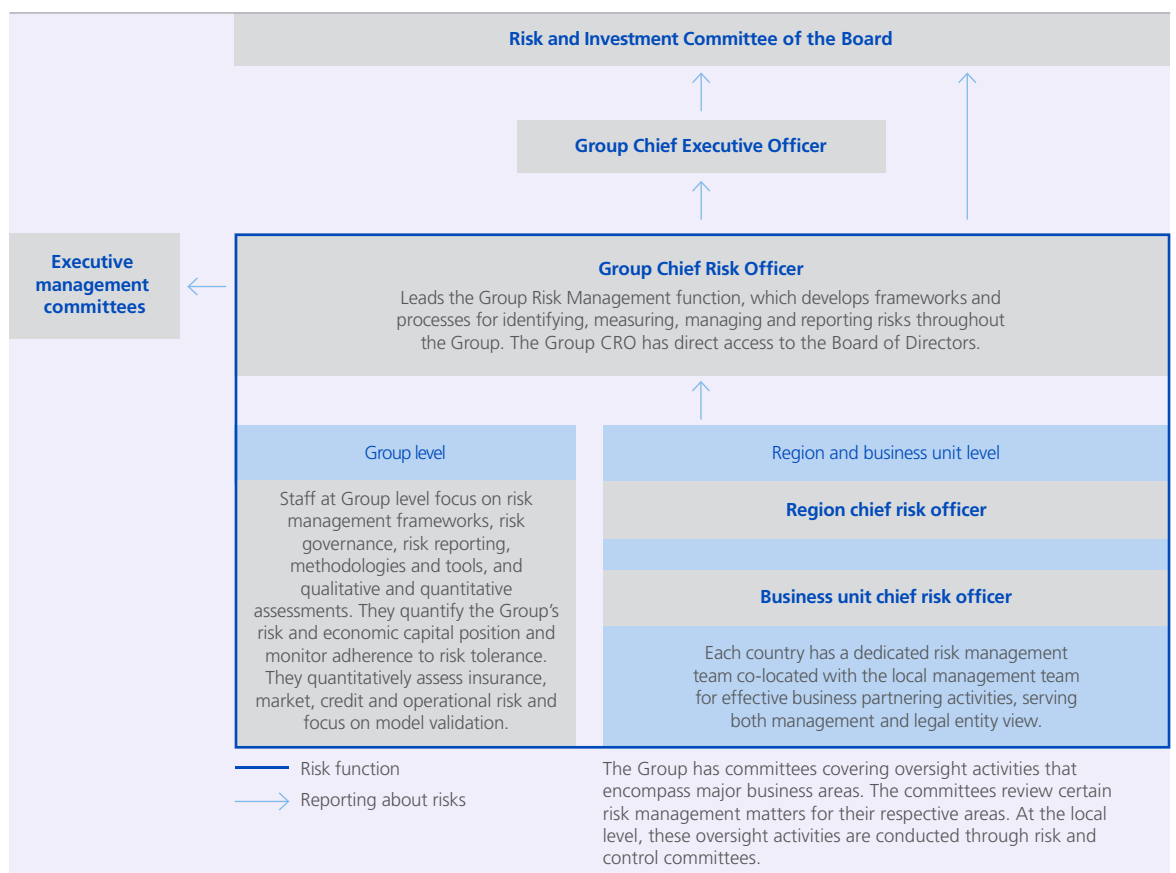 Risk and Investment Committee of the Board
Group Chief Executive Officer
Executive
management
committees
Group Chief Risk Officer
Leads the Group Risk Management function, which develops frameworks and
processes for identifying, measuring, managing and reporting risks throughout
the Group. The Group CRO has direct access to the Board of Directors.
Group level
Staff at Group level focus on risk
management frameworks, risk
governance, risk reporting,
methodologies and tools, and
qualitative and quantitative
assessments. They quantify the Group’s
risk and economic capital position and
monitor adherence to risk tolerance.
They quantitatively assess insurance,
market, credit and operational risk and
focus on model validation.
Region and business unit level
Region chief risk officer
Business unit chief risk officer
Each country has a dedicated risk management
team co-located with the local management team
for effective business partnering activities, serving
both management and legal entity view.
Risk function
Reporting about risks
The Group has committees covering oversight activities that
encompass major business areas. The committees review certain
risk management matters for their respective areas. At the local
level, these oversight activities are conducted through risk and
control committees.